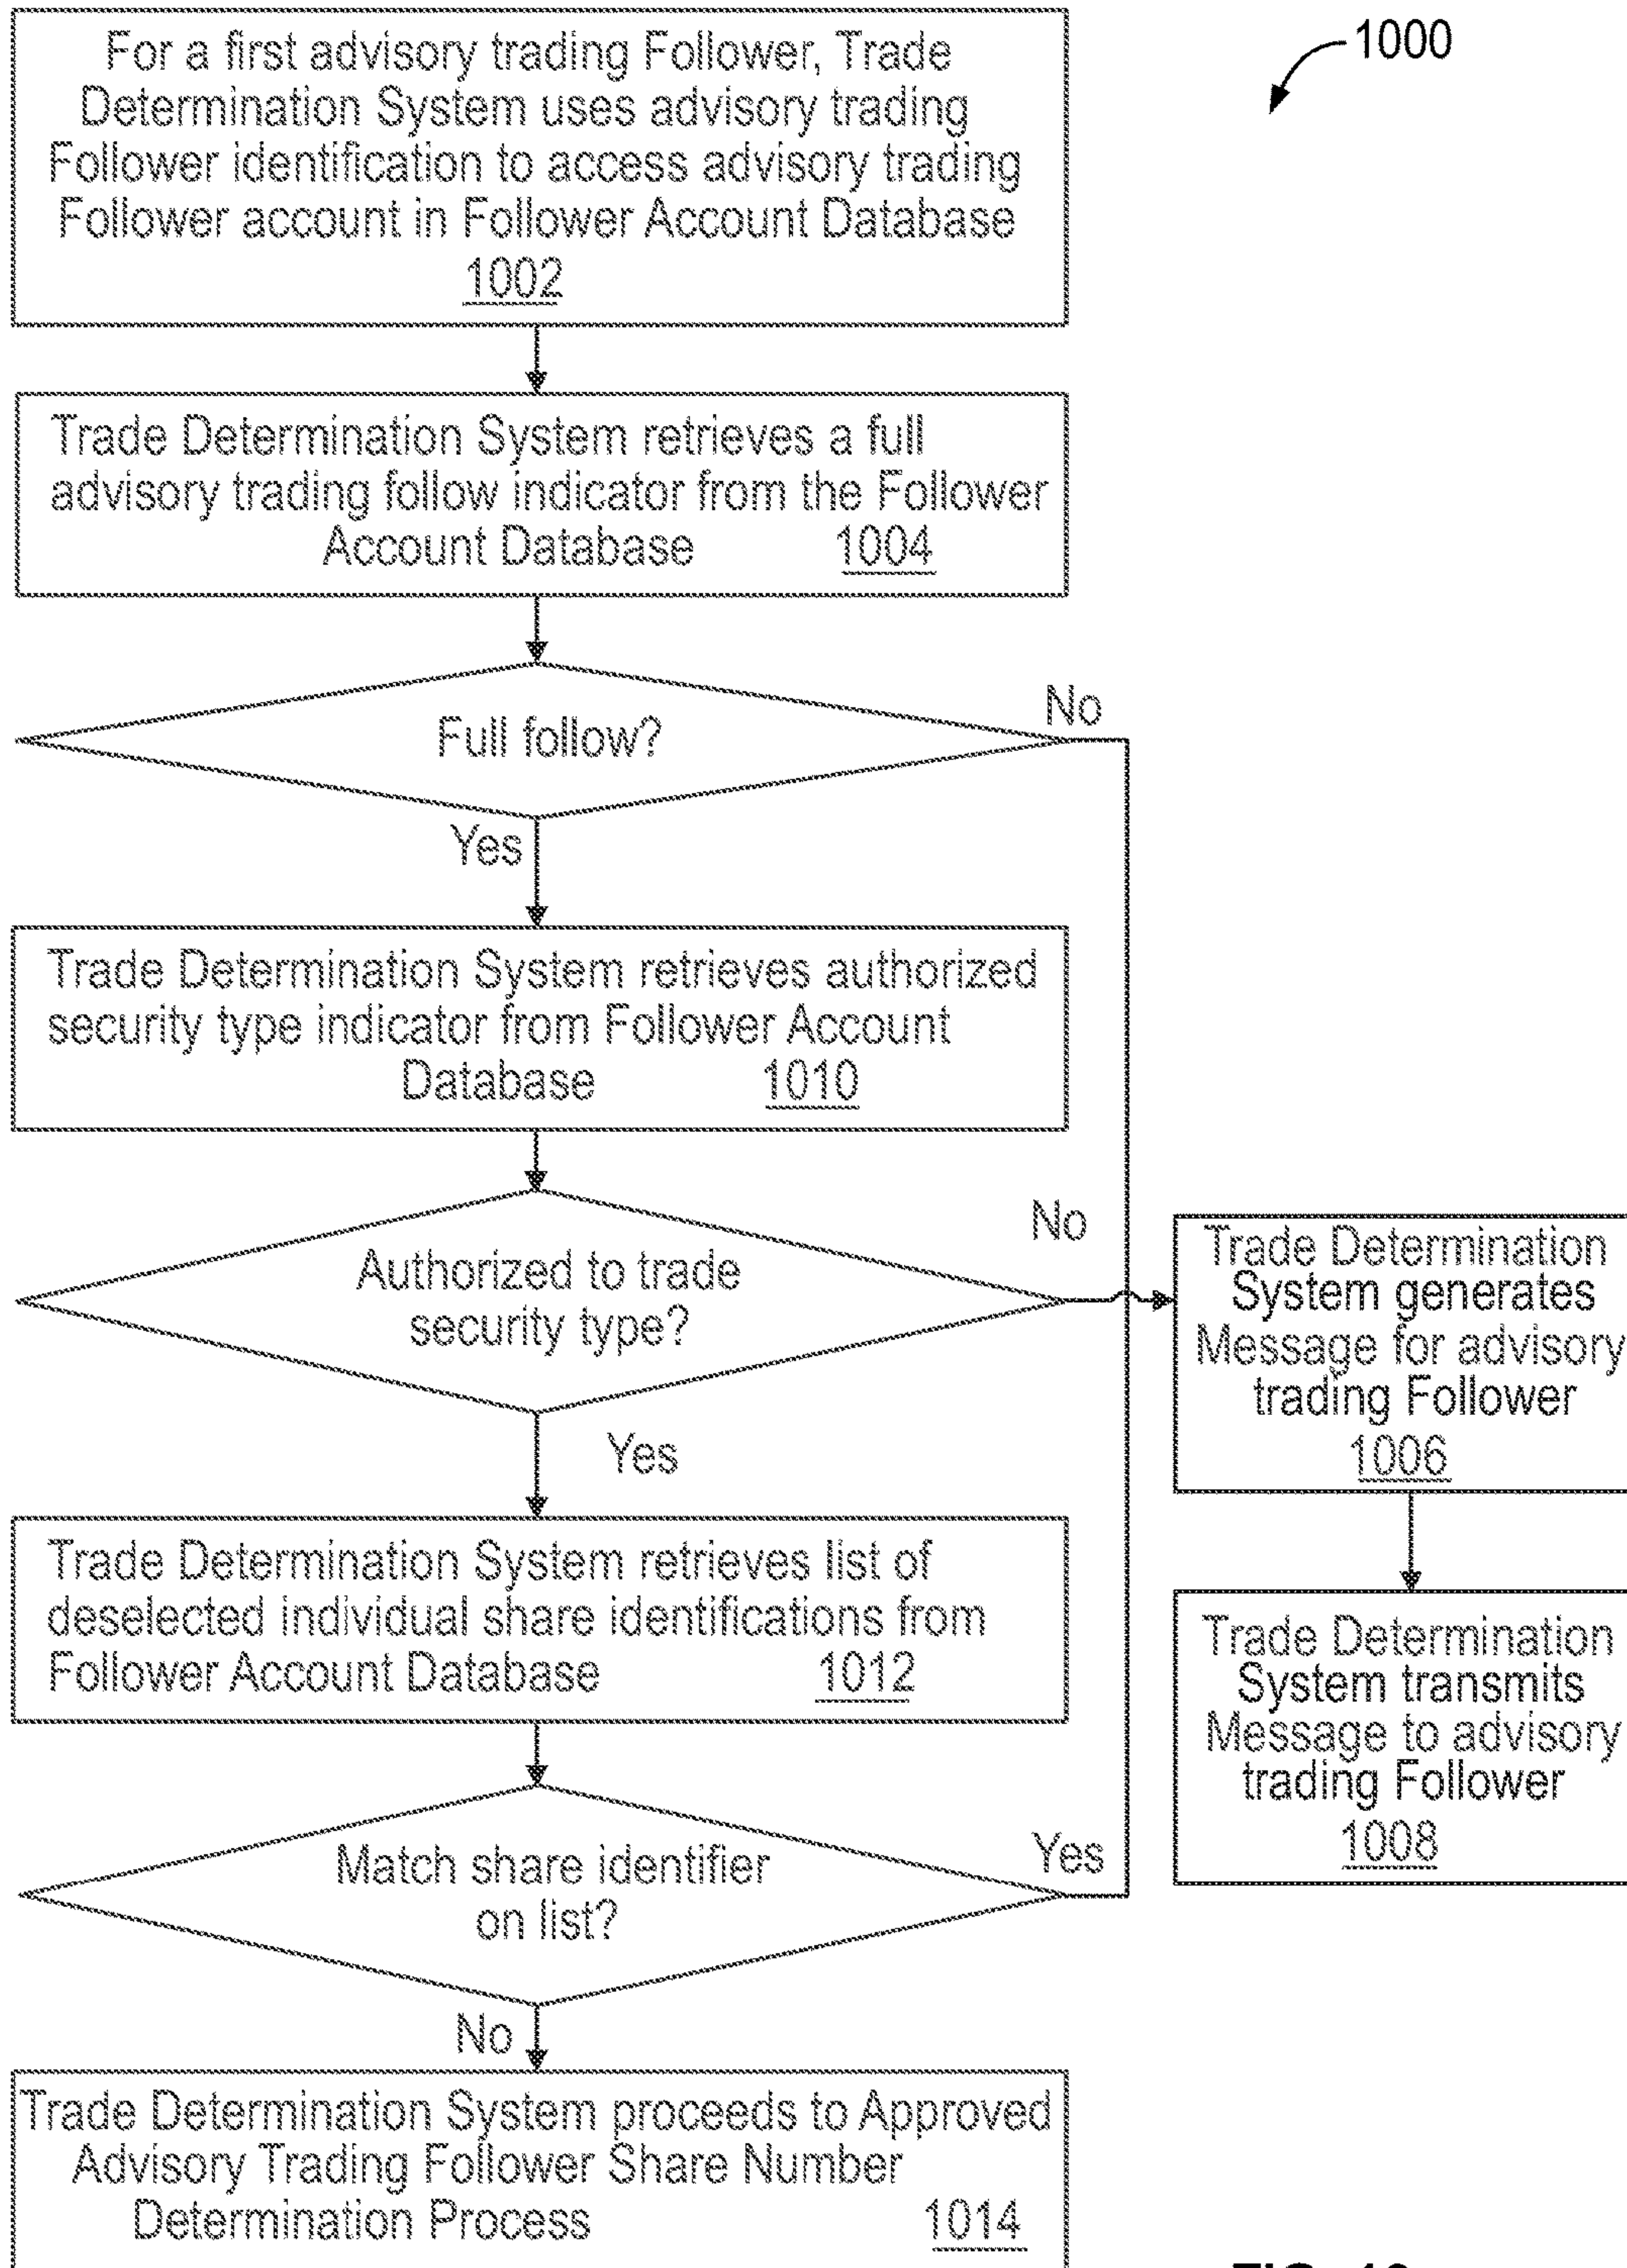 1000
For a first advisory trading Follower, Trade
Determination System uses advisory trading
Follower identification to access advisory trading
Follower account in Follower Account Database
1002
Trade Determination System retrieves a full
advisory trading follow indicator from the Follower
Account Database 1004
Full follow?
No
Yes
Trade Determination System retrieves authorized
security type indicator from Follower Account
Database 1010
Authorized to trade
security type?
No
Yes
Trade Determination
System generates
Message for advisory
trading Follower
1006
Trade Determination System retrieves list of
deselected individual share identifications from
Follower Account Database 1012
Trade Determination
System transmits
Message to advisory
trading Follower
1008
Match share identifier
on list?
Yes
No
Trade Determination System proceeds to Approved
Advisory Trading Follower Share Number
Determination Process 1014